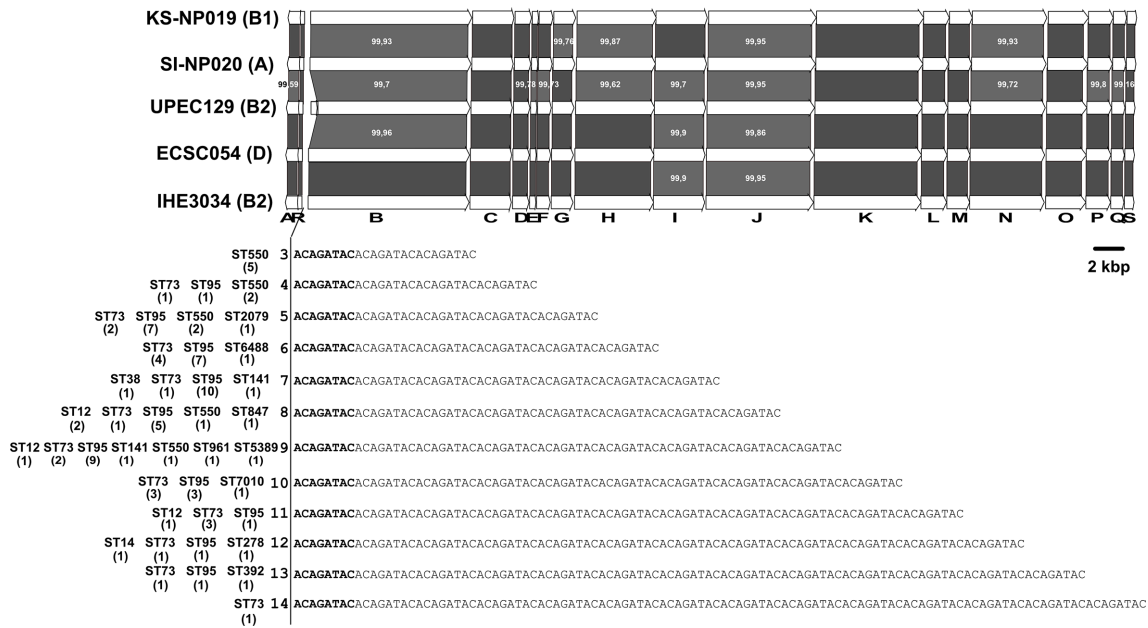 KS-NP019 (B1)
99,93 99,76 99,87 99,95 99,93
SI-NP020 (A)
99,59 99,7 99,78 99,73 99,62 99,7 99,95 99,72 99,8 99,16
UPEC129 (B2)
99,96 99,9 99,86
ECSC054 (D)
99,9 99,95
IHE3034 (B2)
A R B C D E F G H I J K L M N O P Q S
2 kbp
ST550 3 ACAGATACACAGATACACAGATAC
(5)
ST73 ST95 ST550 4 ACAGATACACAGATACACAGATACACAGATAC
(1) (1) (2)
ST73 ST95 ST550 ST2079 5 ACAGATACACAGATACACAGATACACAGATACACAGATAC
(2) (7) (2) (1)
ST73 ST95 ST6488 6 ACAGATACACAGATACACAGATACACAGATACACAGATACACAGATAC
(4) (7) (1)
ST38 ST73 ST95 ST141 7 ACAGATACACAGATACACAGATACACAGATACACAGATACACAGATACACAGATAC
(1) (1) (10) (1)
ST12 ST73 ST95 ST550 ST847 8 ACAGATACACAGATACACAGATACACAGATACACAGATACACAGATACACAGATACACAGATAC
(2) (1) (5) (1) (1)
ST12 ST73 ST95 ST141 ST550 ST961 ST5389 9 ACAGATACACAGATACACAGATACACAGATACACAGATACACAGATACACAGATACACAGATACACAGATAC
(1) (2) (9) (1) (1) (1) (1)
ST73 ST95 ST7010 10 ACAGATACACAGATACACAGATACACAGATACACAGATACACAGATACACAGATACACAGATACACAGATACACAGATAC
(3) (3) (1)
ST12 ST73 ST95 11 ACAGATACACAGATACACAGATACACAGATACACAGATACACAGATACACAGATACACAGATACACAGATACACAGATACACAGATAC
(1) (3) (1)
ST14 ST73 ST95 ST278 12 ACAGATACACAGATACACAGATACACAGATACACAGATACACAGATACACAGATACACAGATACACAGATACACAGATACACAGATACACAGATAC
(1) (1) (1) (1)
ST73 ST95 ST392 13 ACAGATACACAGATACACAGATACACAGATACACAGATACACAGATACACAGATACACAGATACACAGATACACAGATACACAGATACACAGATACACAGATAC
(1) (1) (1)
ST73 14 ACAGATACACAGATACACAGATACACAGATACACAGATACACAGATACACAGATACACAGATACACAGATACACAGATACACAGATACACAGATACACAGATACACAGATAC
(1)